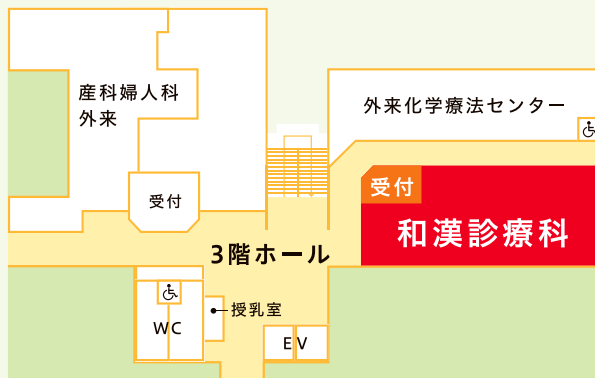 産科婦人科
外来
外来化学療法センター
受付
受付
和漢診療科
3階ホール
授乳室
WC
EV